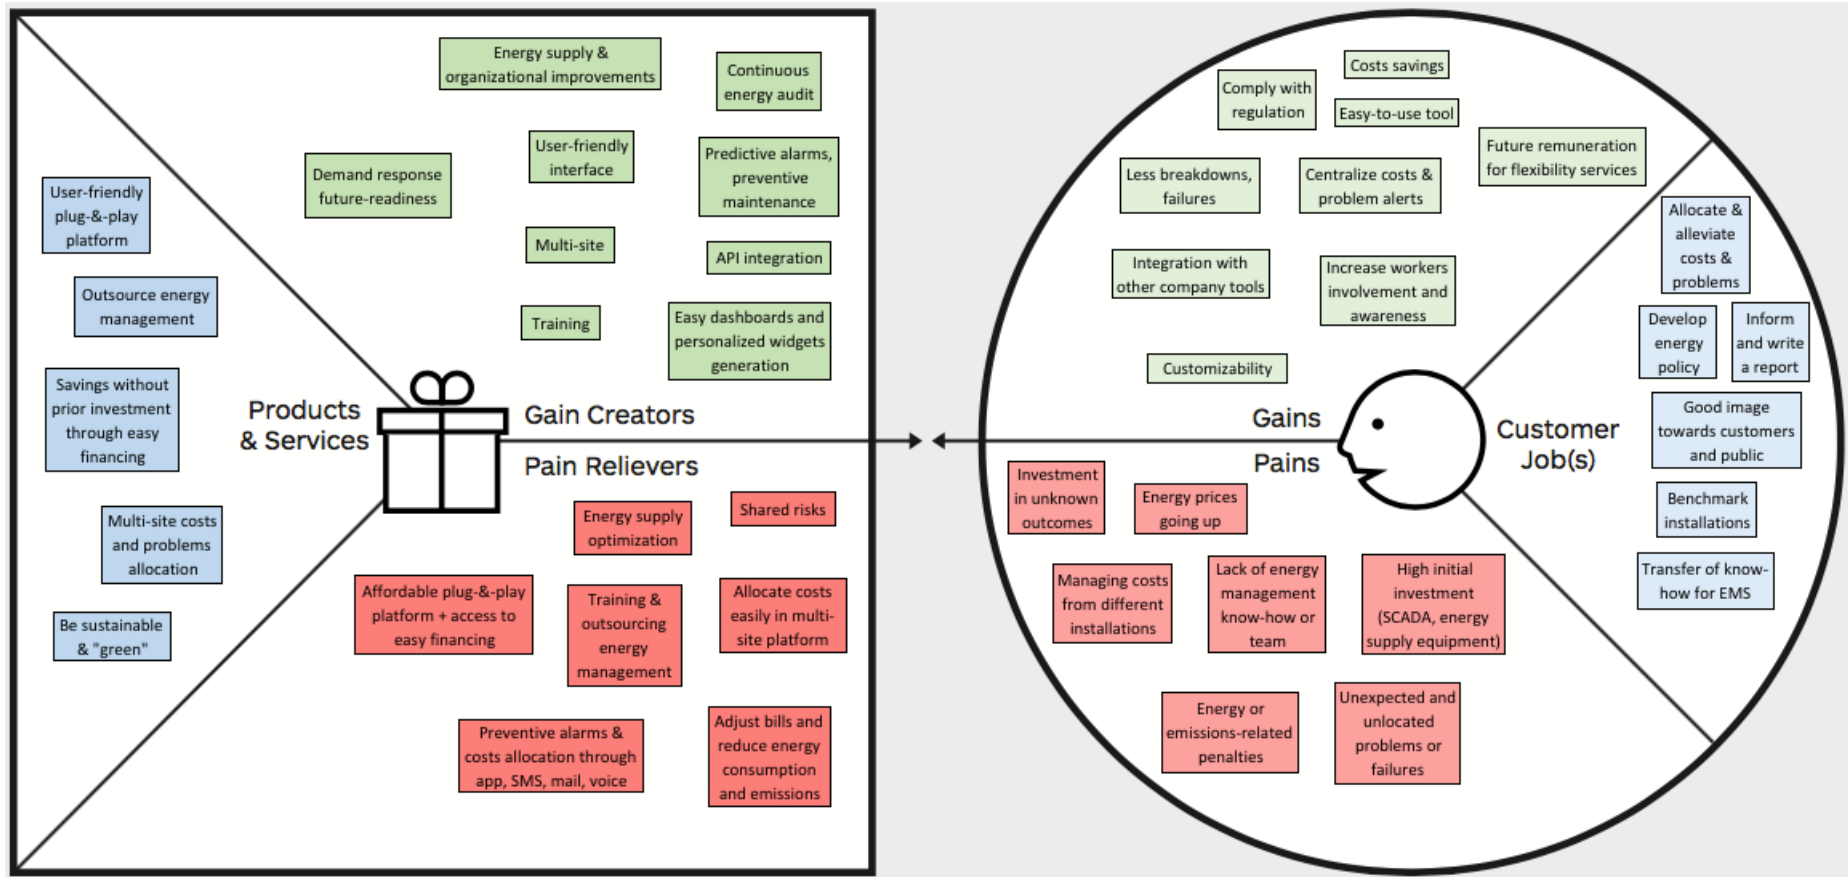 Energy supply &
organizational improvements
Continuous
energy audit
User-friendly
interface
Predictive alarms,
preventive
maintenance
Demand response
future-readiness
Multi-site
API integration
Training
Easy dashboards and
personalized widgets
generation
User-friendly
plug-&-play
platform
Outsource energy
management
Savings without
prior investment
through easy
financing
Multi-site costs
and problems
allocation
Be sustainable
& "green"
Products
& Services
Gain Creators
Pain Relievers
Energy supply
optimization
Shared risks
Affordable plug-&-play
platform + access to
easy financing
Training &
outsourcing
energy
management
Allocate costs
easily in multi-
site platform
Preventive alarms &
costs allocation through
app, SMS, mail, voice
Adjust bills and
reduce energy
consumption
and emissions
Costs savings
Comply with
regulation
Easy-to-use tool
Future remuneration
for flexibility services
Less breakdowns,
failures
Centralize costs &
problem alerts
Integration with
other company tools
Increase workers
involvement and
awareness
Customizability
Gains
Pains
Customer
Job(s)
Allocate &
alleviate
costs &
problems
Develop
energy
policy
Inform
and write
a report
Good image
towards customers
and public
Benchmark
installations
Transfer of know-
how for EMS
Investment
in unknown
outcomes
Energy prices
going up
Managing costs
from different
installations
Lack of energy
management
know-how or
team
High initial
investment
(SCADA, energy
supply equipment)
Energy or
emissions-related
penalties
Unexpected and
unlocated
problems or
failures